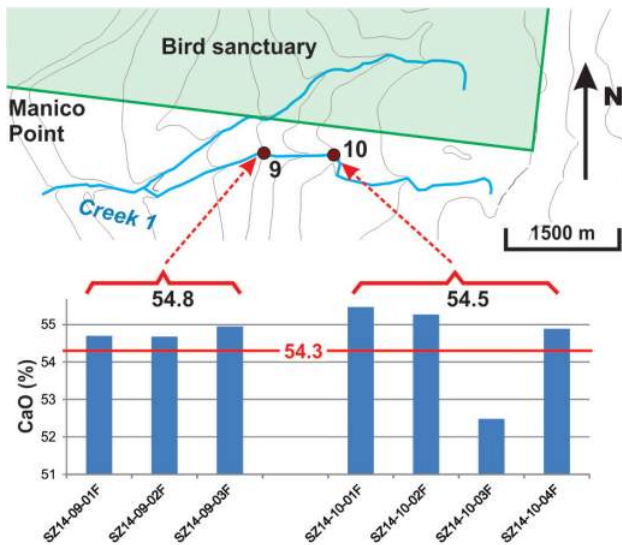 Bird sanctuary
Manico
Point
N
9
10
Creek 1
1500 m
54.8
54.5
55
54.3
54
53
52
51
CaO (%)
SZ14-09-01F
SZ14-09-02F
SZ14-09-03F
SZ14-10-01F
SZ14-10-02F
SZ14-10-03F
SZ14-10-04F